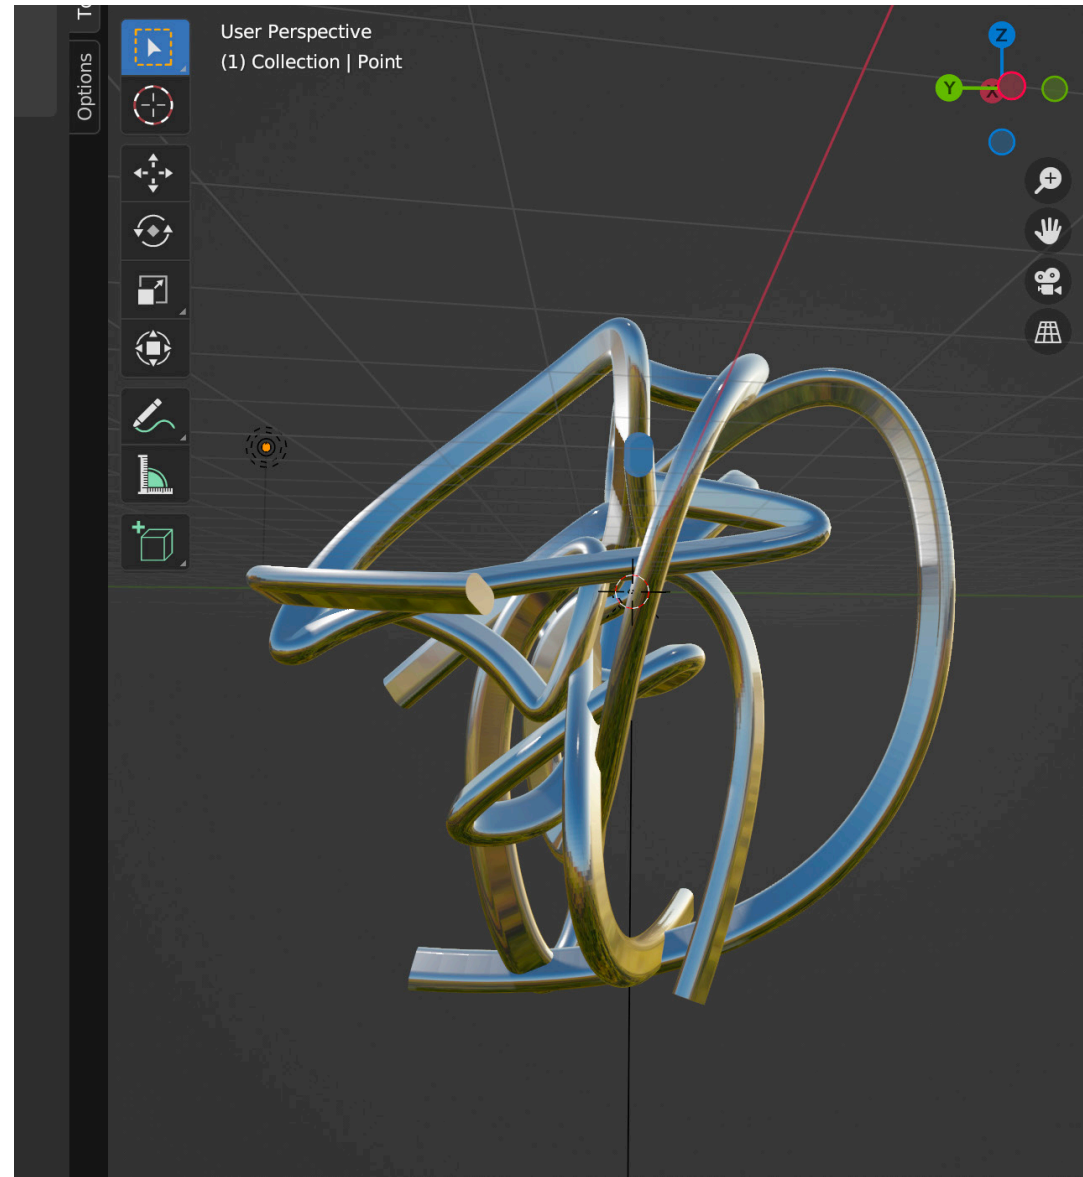 User Perspective
(1) Collection | Point
Options
Z
Y
X